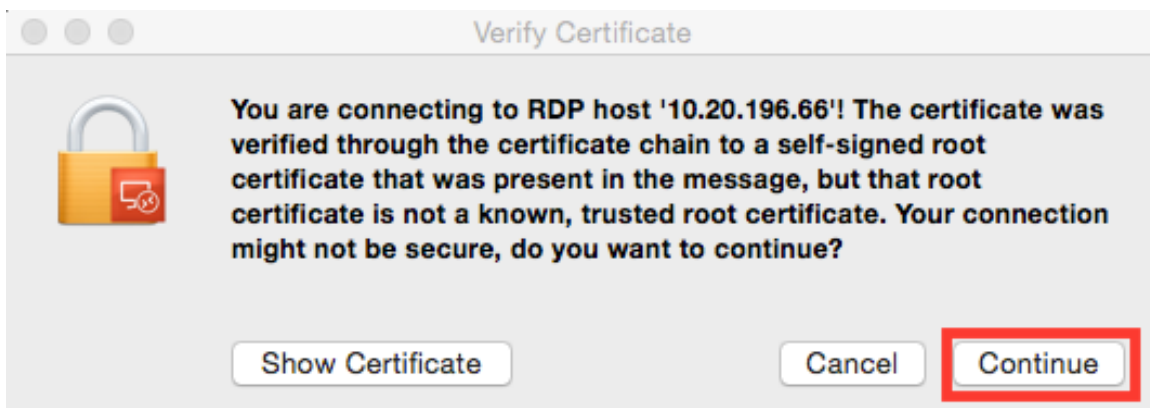 Verify Certificate
You are connecting to RDP host '10.20.196.66'! The certificate was
verified through the certificate chain to a self-signed root
certificate that was present in the message, but that root
certificate is not a known, trusted root certificate. Your connection
might not be secure, do you want to continue?
Show Certificate
Cancel
Continue